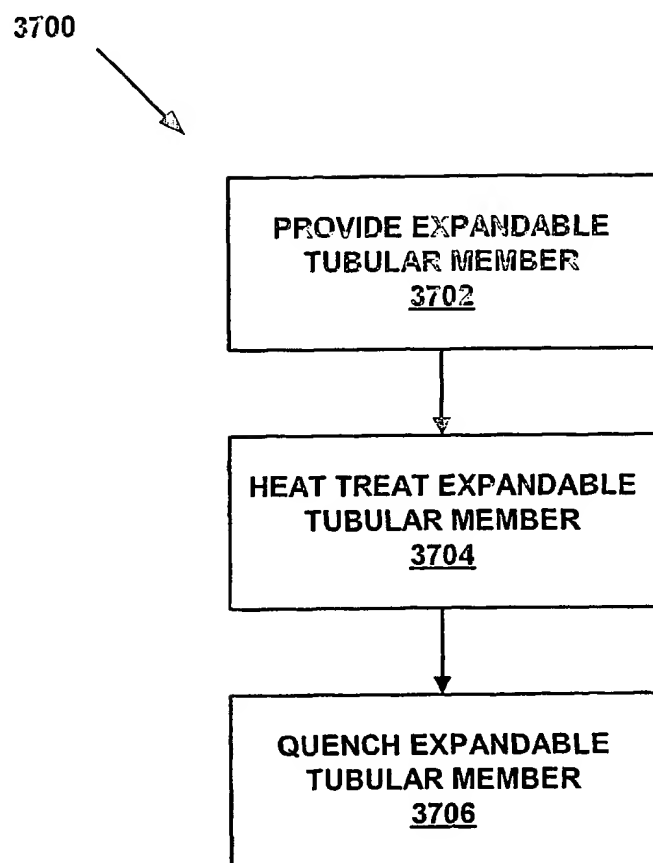 3700
PROVIDE EXPANDABLE
TUBULAR MEMBER
3702
HEAT TREAT EXPANDABLE
TUBULAR MEMBER
3704
QUENCH EXPANDABLE
TUBULAR MEMBER
3706